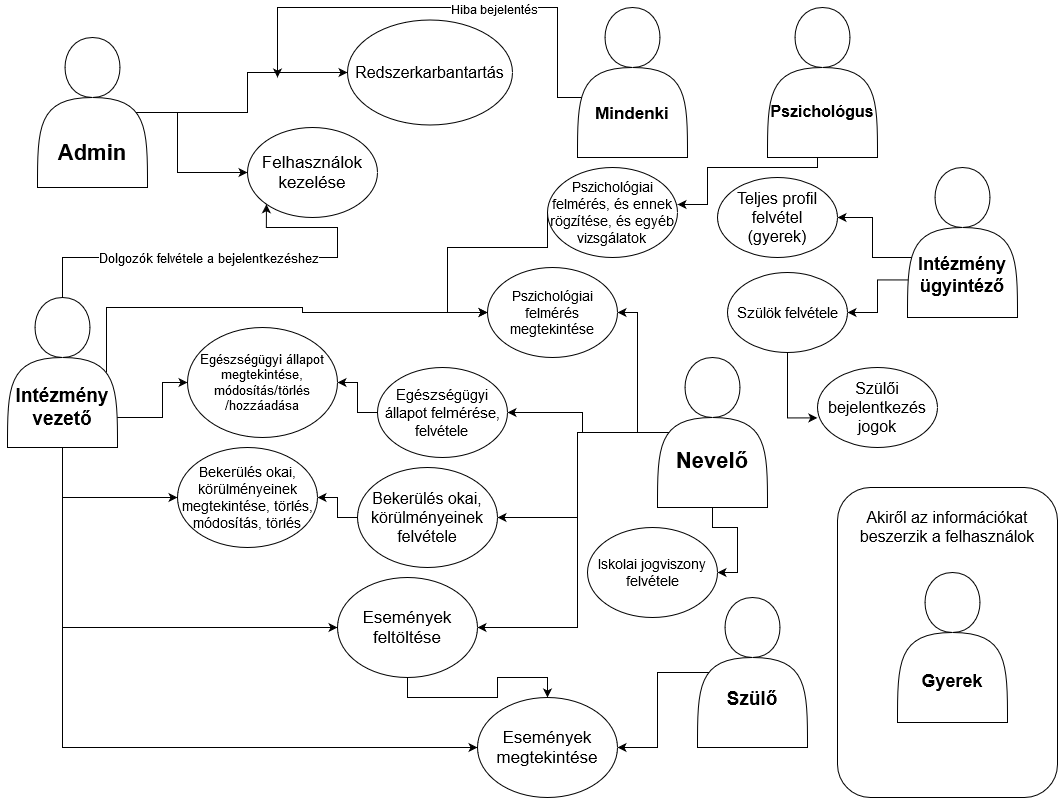 Hiba bejelentés
Redszerkarbantartás
Admin
Mindenki
Pszichológus
Felhasználok
kezelése
Pszichológiai
felmérés, és ennek
rögzítése, és egyéb
vizsgálatok
Teljes profil
felvétel
(gyerek)
Intézmény
ügyintéző
Dolgozók felvétele a bejelentkezéshez
Pszichológiai
felmérés
megtekintése
Szülök felvétele
Intézmény
vezető
Egészségügyi állapot
megtekintése,
módosítás/törlés
/hozzáadása
Egészségügyi
állapot felmérése,
felvétele
Szülői
bejelentkezés
jogok
Nevelő
Bekerülés okai,
körülményeinek
megtekintése, törlés,
módosítás, törlés
Bekerülés okai,
körülményeinek
felvétele
Iskolai jogviszony
felvétele
Akiről az információkat
beszerzik a felhasználok
Események
feltöltése
Szülő
Gyerek
Események
megtekintése